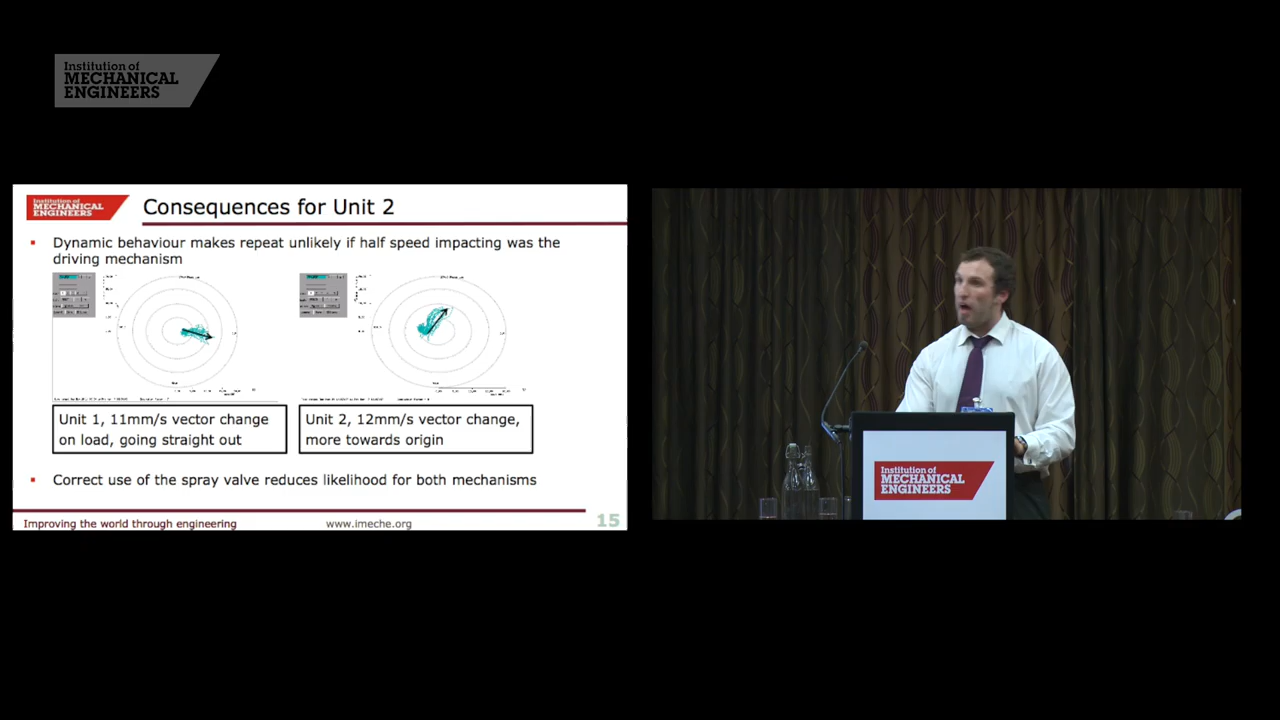 Institution of
MECHANICAL
ENGINEERS
Institution of
MECHANICAL
ENGINEERS
Consequences for Unit 2
Dynamic behaviour makes repeat unlikely if half speed impacting was the
driving mechanism
Unit 1, 11mm/s vector change
on load, going straight out
Unit 2, 12mm/s vector change,
more towards origin
Correct use of the spray valve reduces likelihood for both mechanisms
Improving the world through engineering
www.imeche.org
15
Institution of
MECHANICAL
ENGINEERS